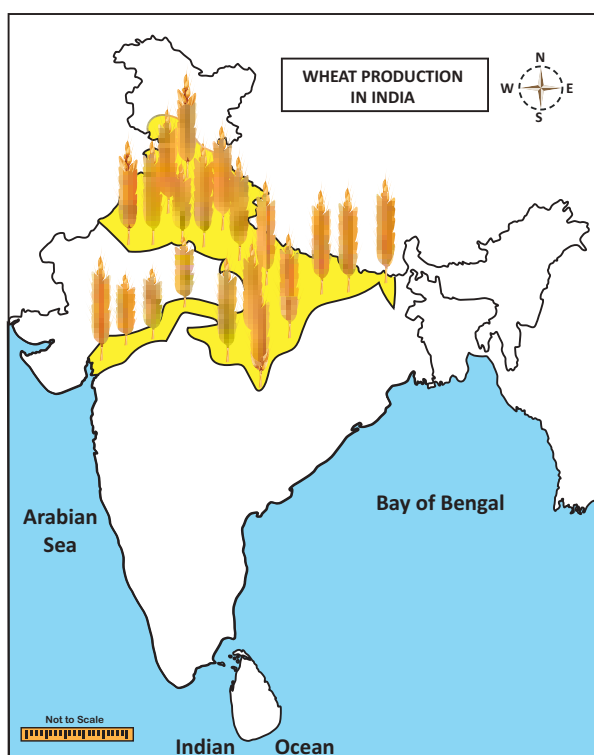 WHEAT PRODUCTION
IN INDIA
N
W
E
S
Arabian
Sea
Bay of Bengal
Not to Scale
Indian Ocean